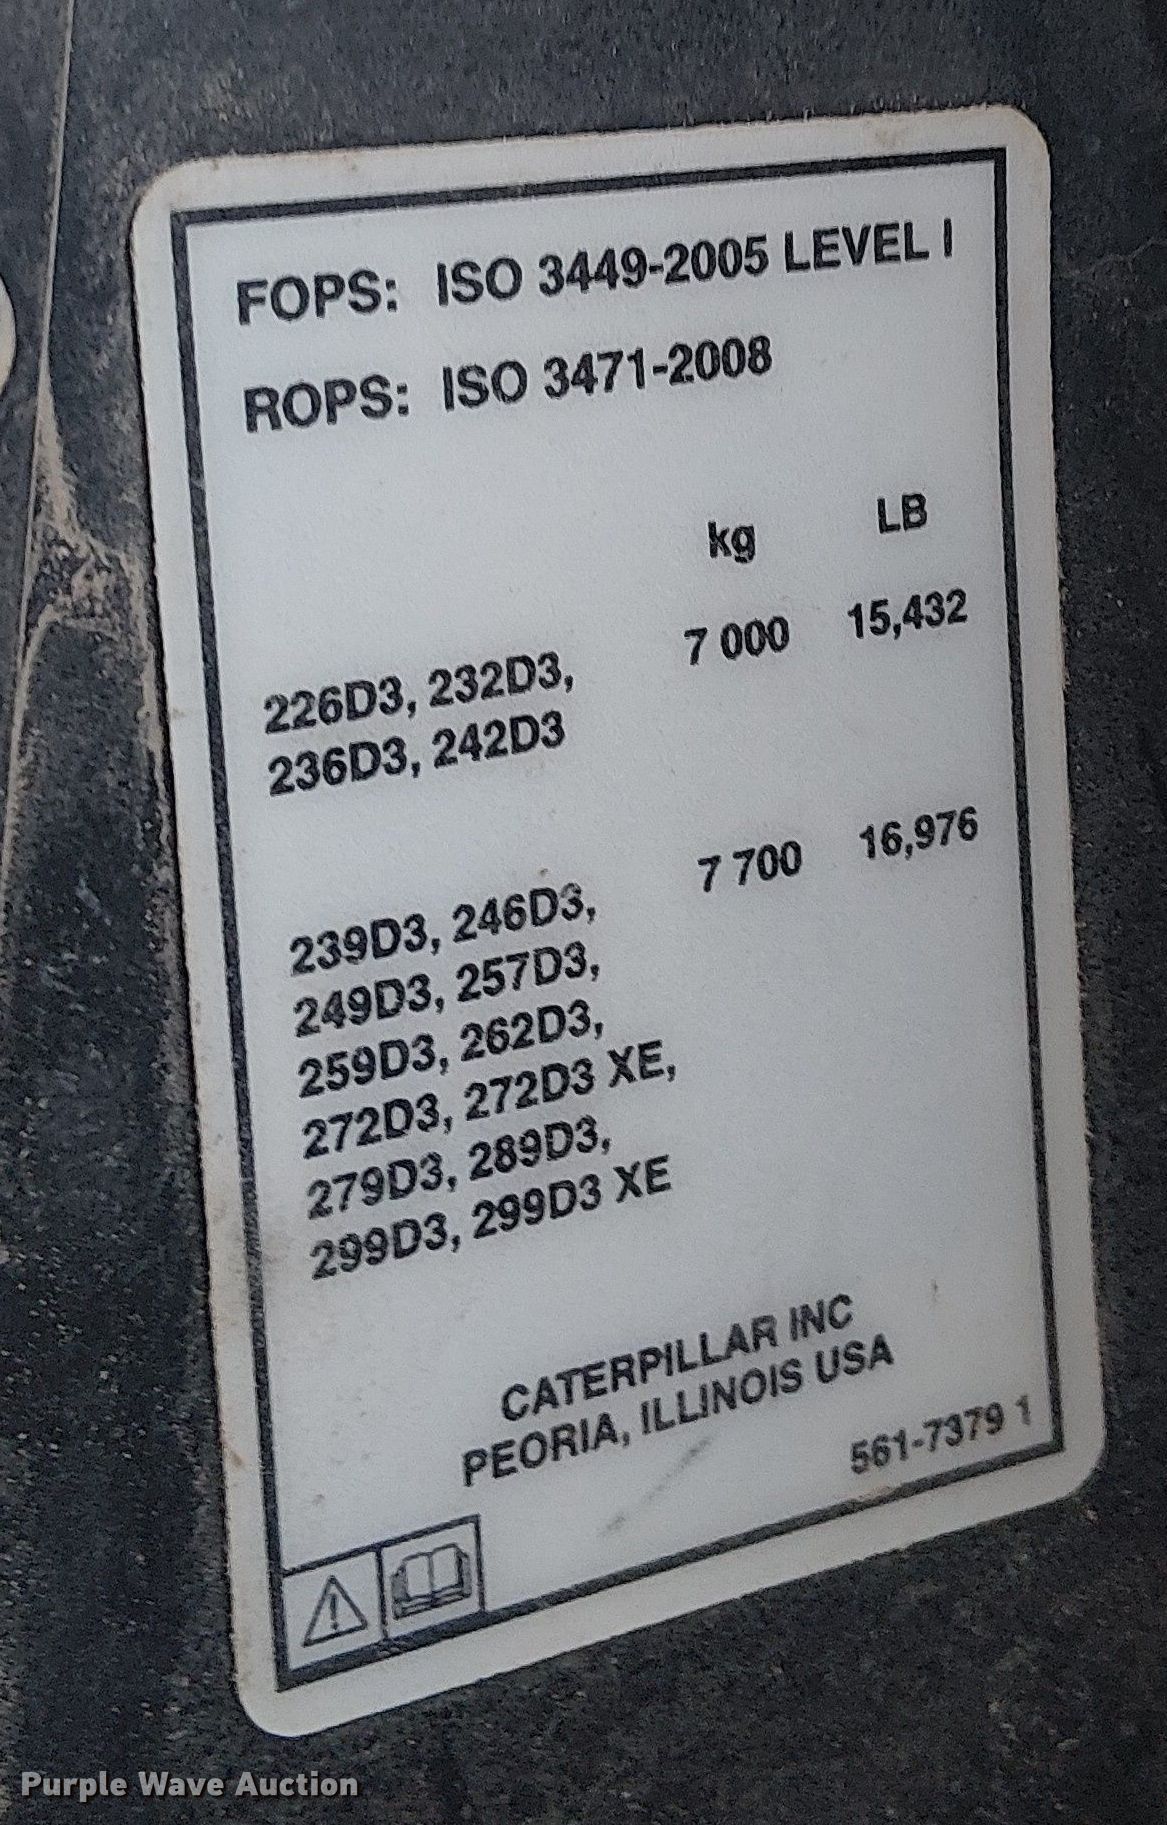 FOPS: ISO 3449-2005 LEVEL I
ROPS: ISO 3471-2008
kg LB
7 000 15,432
226D3, 232D3,
236D3, 242D3
7 700 16,976
239D3, 246D3,
249D3, 257D3,
259D3, 262D3,
272D3, 272D3 XE,
279D3, 289D3,
299D3, 299D3 XE
CATERPILLAR INC
PEORIA, ILLINOIS USA
561-7379 1
Purple Wave Auction